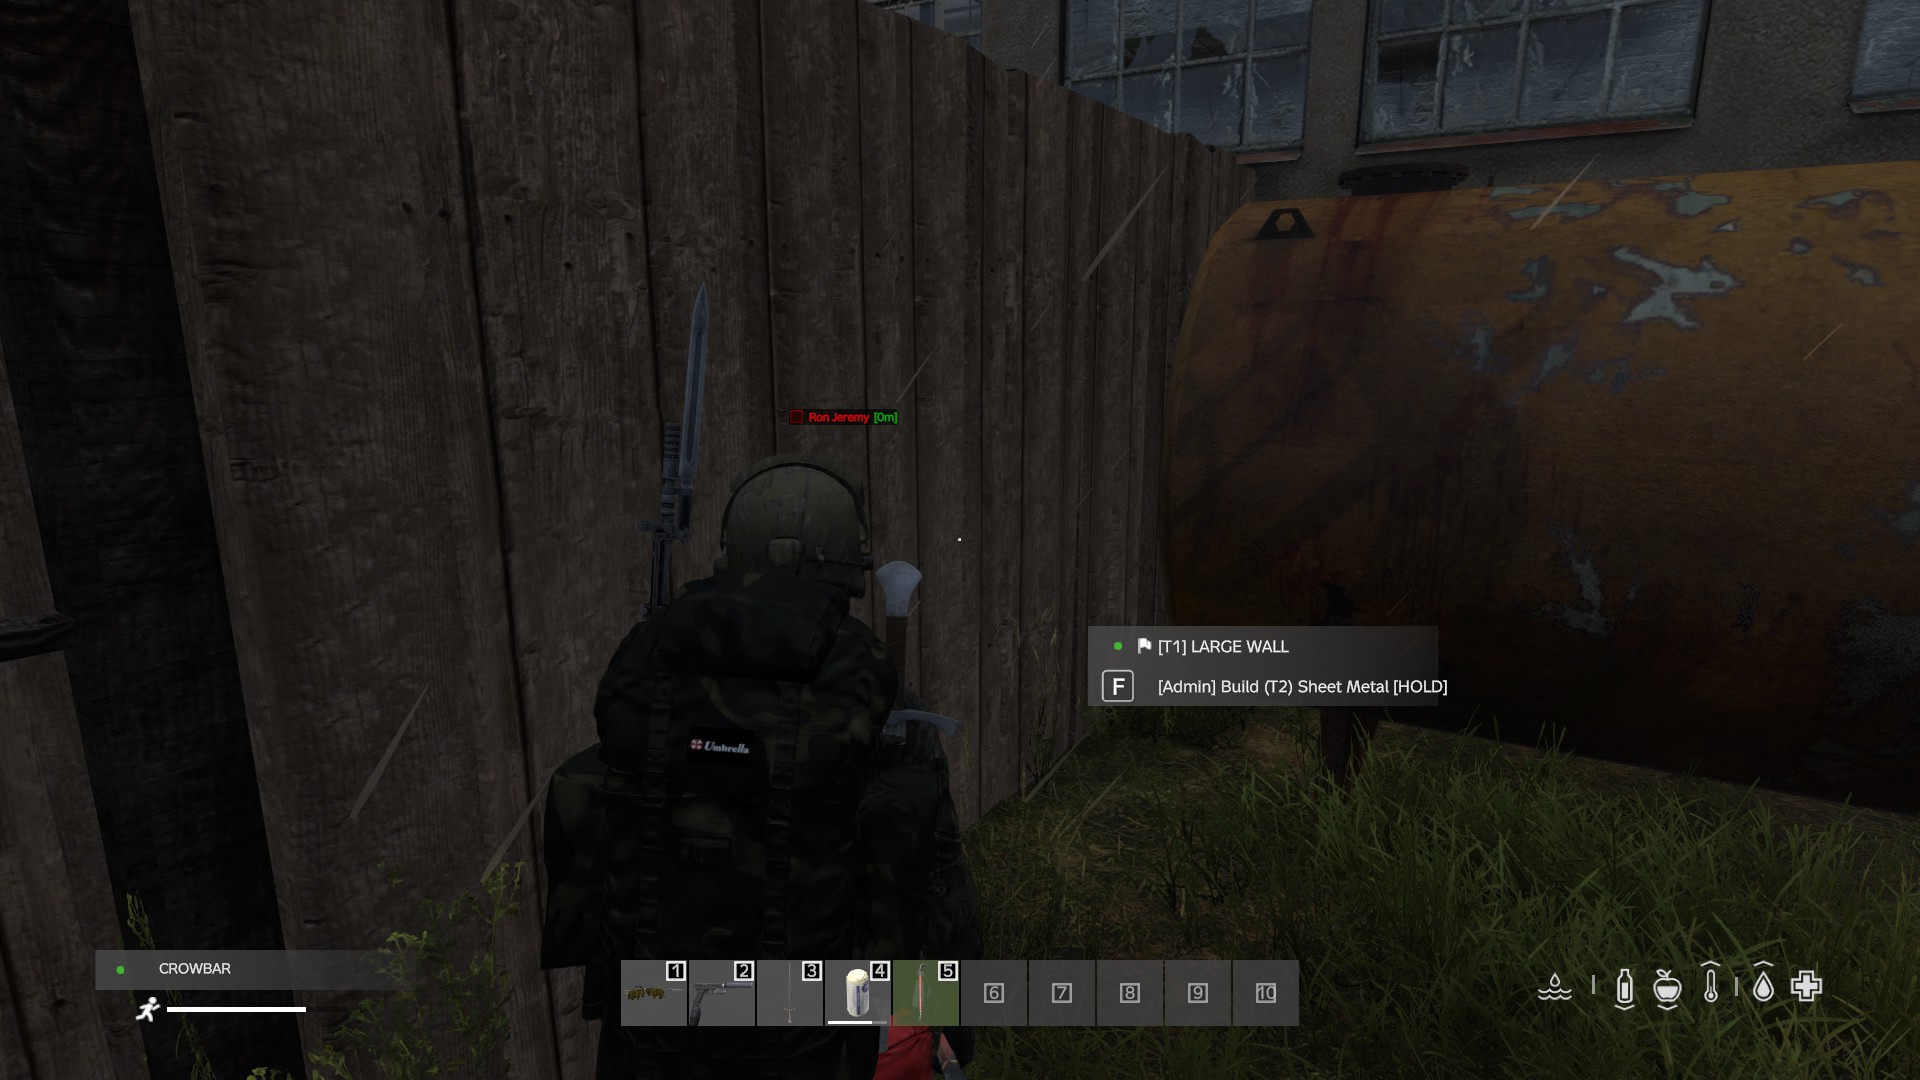 Ron Jeremy [0m]
[T1] LARGE WALL
F [Admin] Build (T2) Sheet Metal [HOLD]
Umbrella
CROWBAR
1 2 3 4 5 6 7 8 9 10